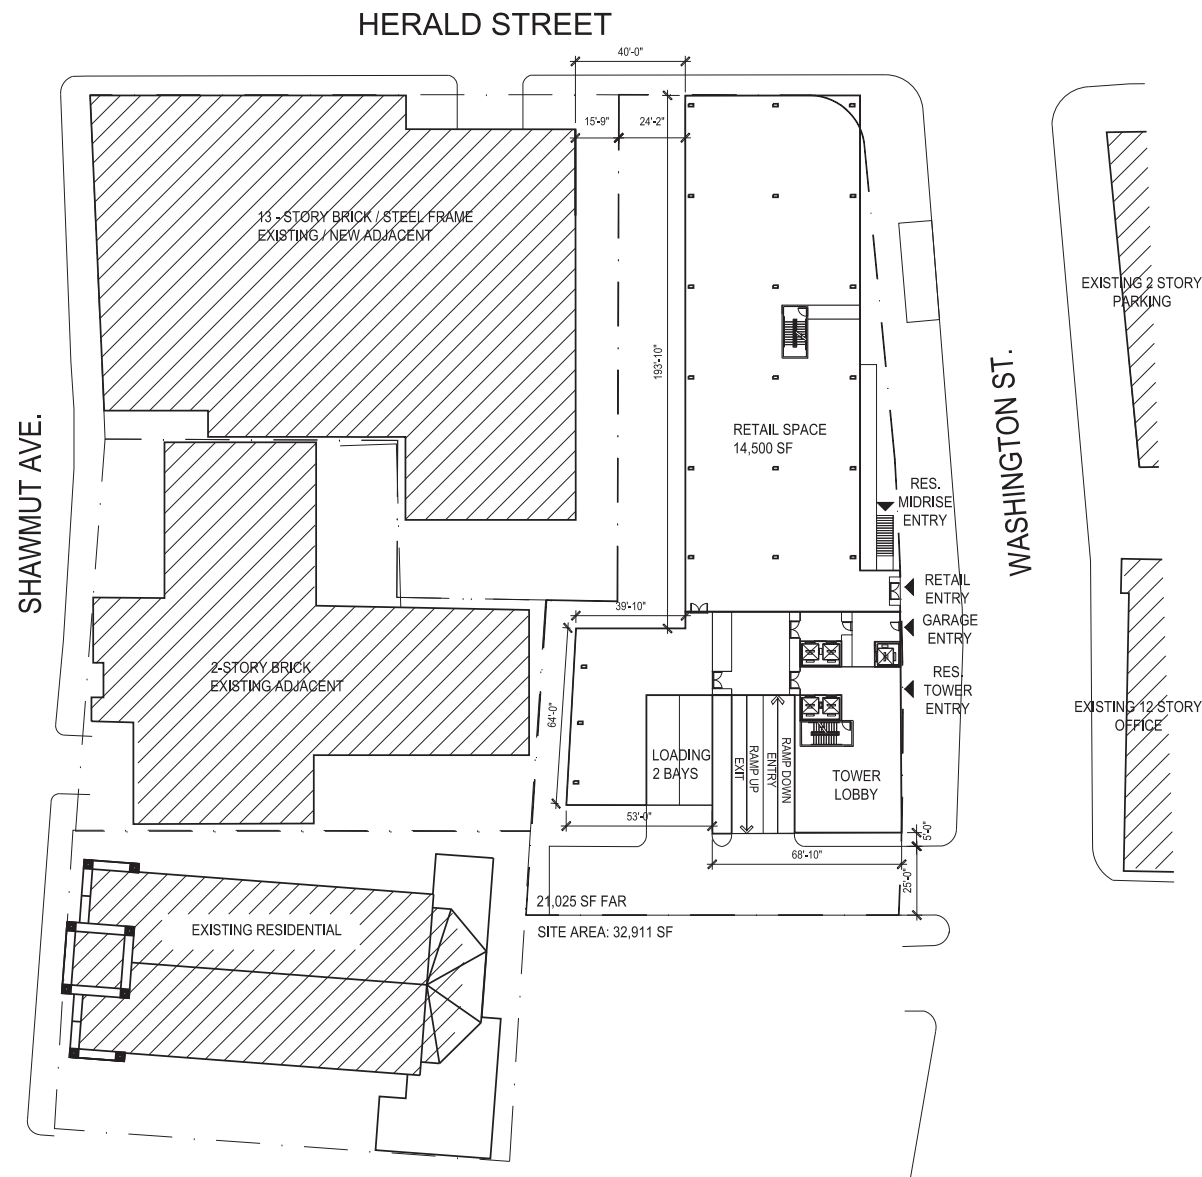 HERALD STREET
40'-0"
15'-9"
24'-2"
13 - STORY BRICK / STEEL FRAME
EXISTING / NEW ADJACENT
EXISTING 2 STORY
PARKING
193'-10"
SHAWMUT AVE.
WASHINGTON ST.
RETAIL SPACE
14,500 SF
RES.
MIDRISE
ENTRY
RETAIL
ENTRY
39'-10"
GARAGE
ENTRY
2-STORY BRICK
EXISTING ADJACENT
RES.
TOWER
ENTRY
64'-0"
EXISTING 12 STORY
OFFICE
LOADING
2 BAYS
EXIT
RAMP UP
ENTRY
RAMP DOWN
TOWER
LOBBY
53'-0"
5'-0"
68'-10"
25'-0"
21,025 SF FAR
EXISTING RESIDENTIAL
SITE AREA: 32,911 SF